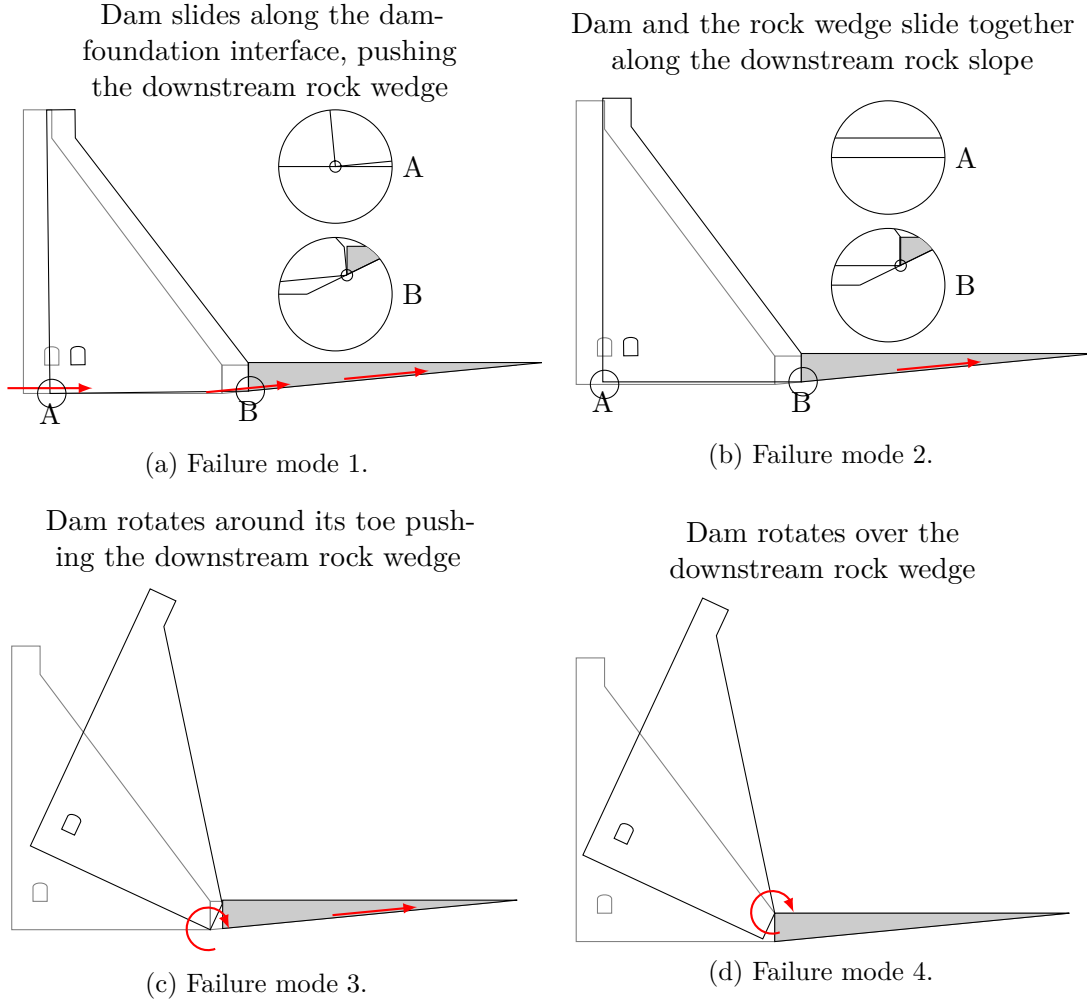 Dam slides along the dam-
foundation interface, pushing
the downstream rock wedge
A
B
A
B
(a) Failure mode 1.
Dam and the rock wedge slide together
along the downstream rock slope
A
B
A
B
(b) Failure mode 2.
Dam rotates around its toe push-
ing the downstream rock wedge
(c) Failure mode 3.
Dam rotates over the
downstream rock wedge
(d) Failure mode 4.